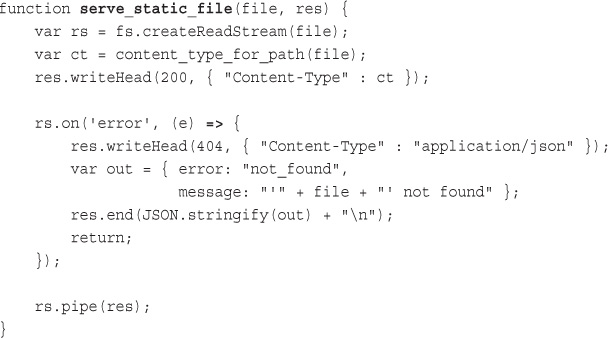 function serve_static_file(file, res) {
    var rs = fs.createReadStream(file);
    var ct = content_type_for_path(file);
    res.writeHead(200, { "Content-Type" : ct });

    rs.on('error', (e) => {
        res.writeHead(404, { "Content-Type" : "application/json" });
        var out = { error: "not_found",
                    message: "'" + file + "' not found" };
        res.end(JSON.stringify(out) + "\n");
        return;
    });

    rs.pipe(res);
}